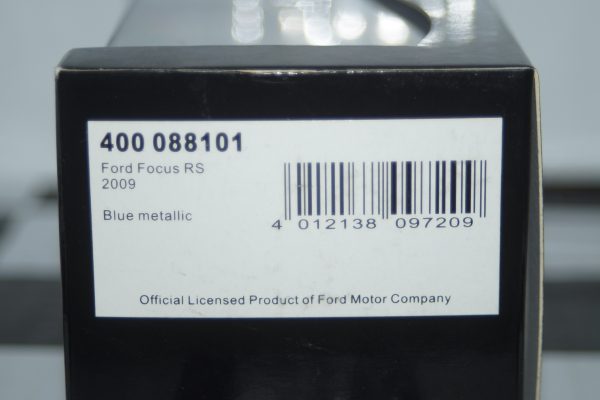 400 088101
Ford Focus RS
2009
Blue metallic
4 012138 097209
Official Licensed Product of Ford Motor Company